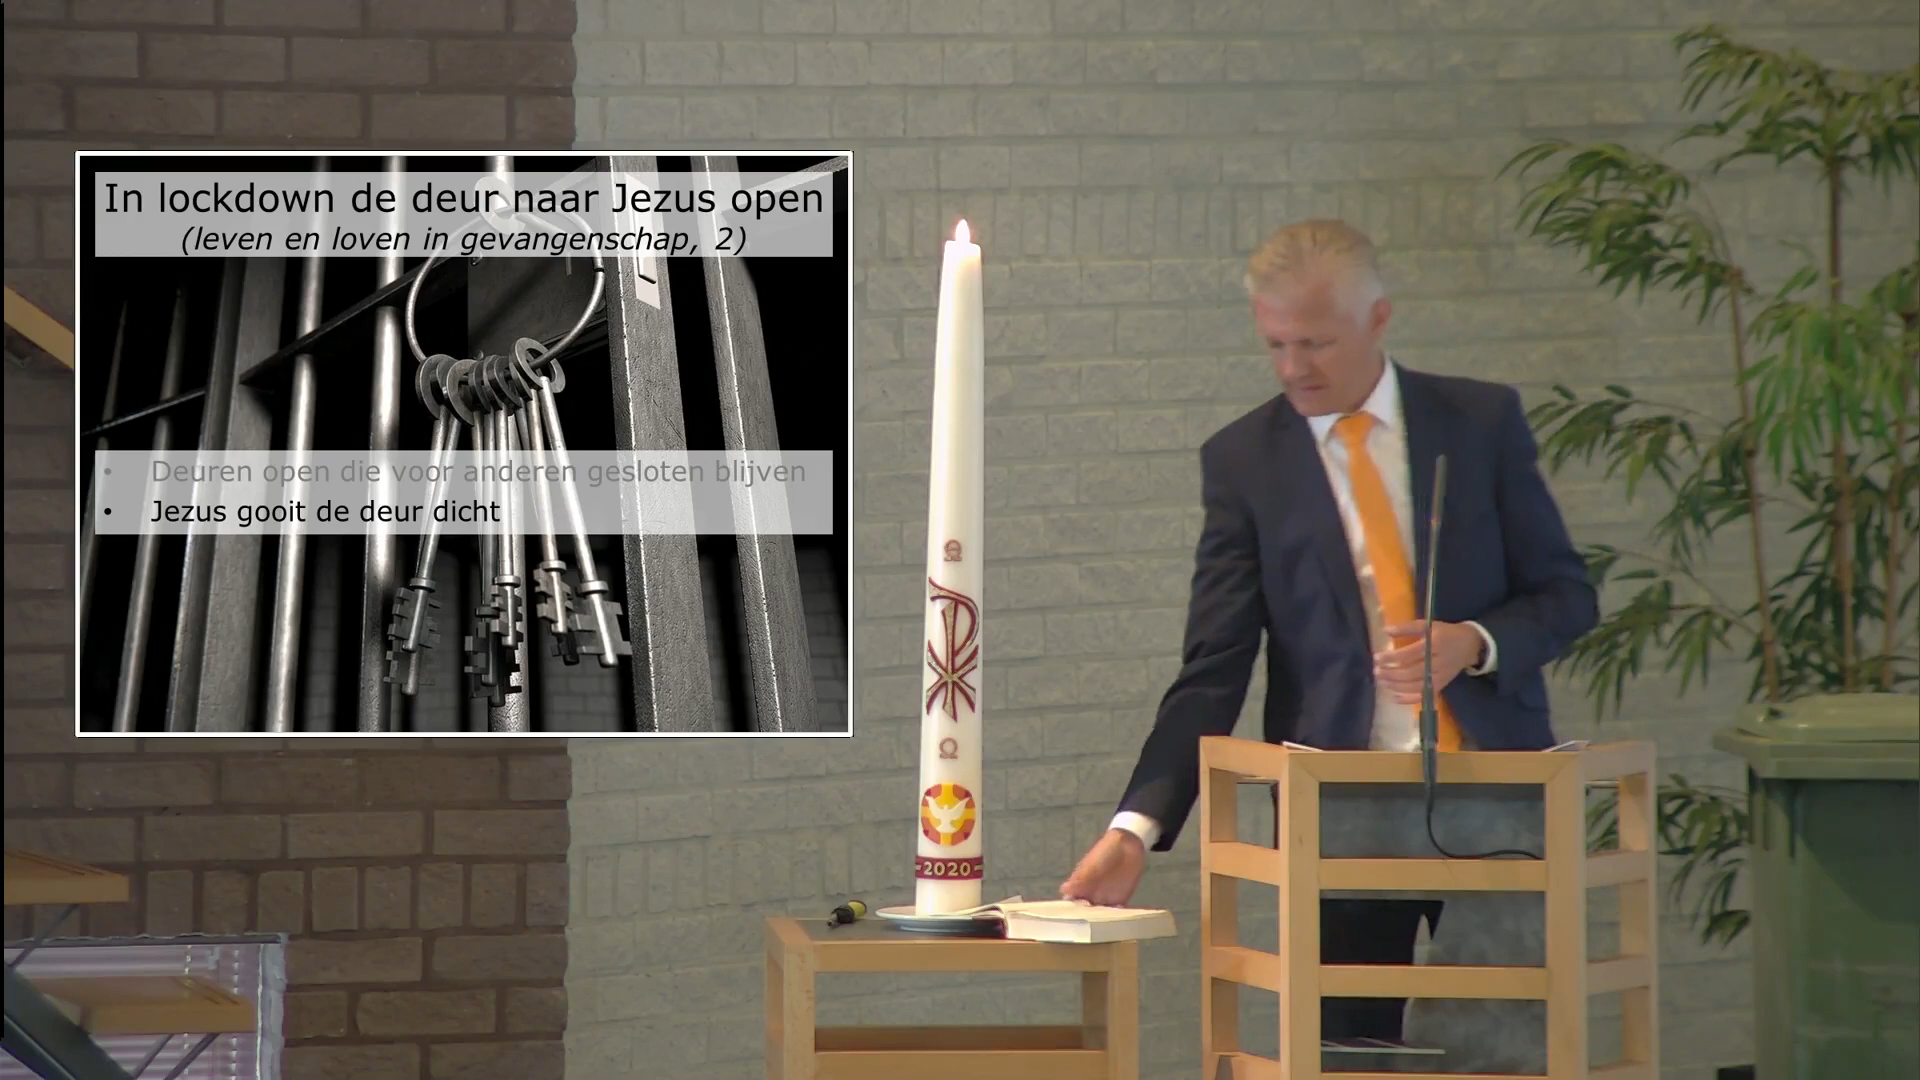 In lockdown de deur naar Jezus open
(leven en loven in gevangenschap, 2)
• Deuren open die voor anderen gesloten blijven
• Jezus gooit de deur dicht
Ω
Ω
2020